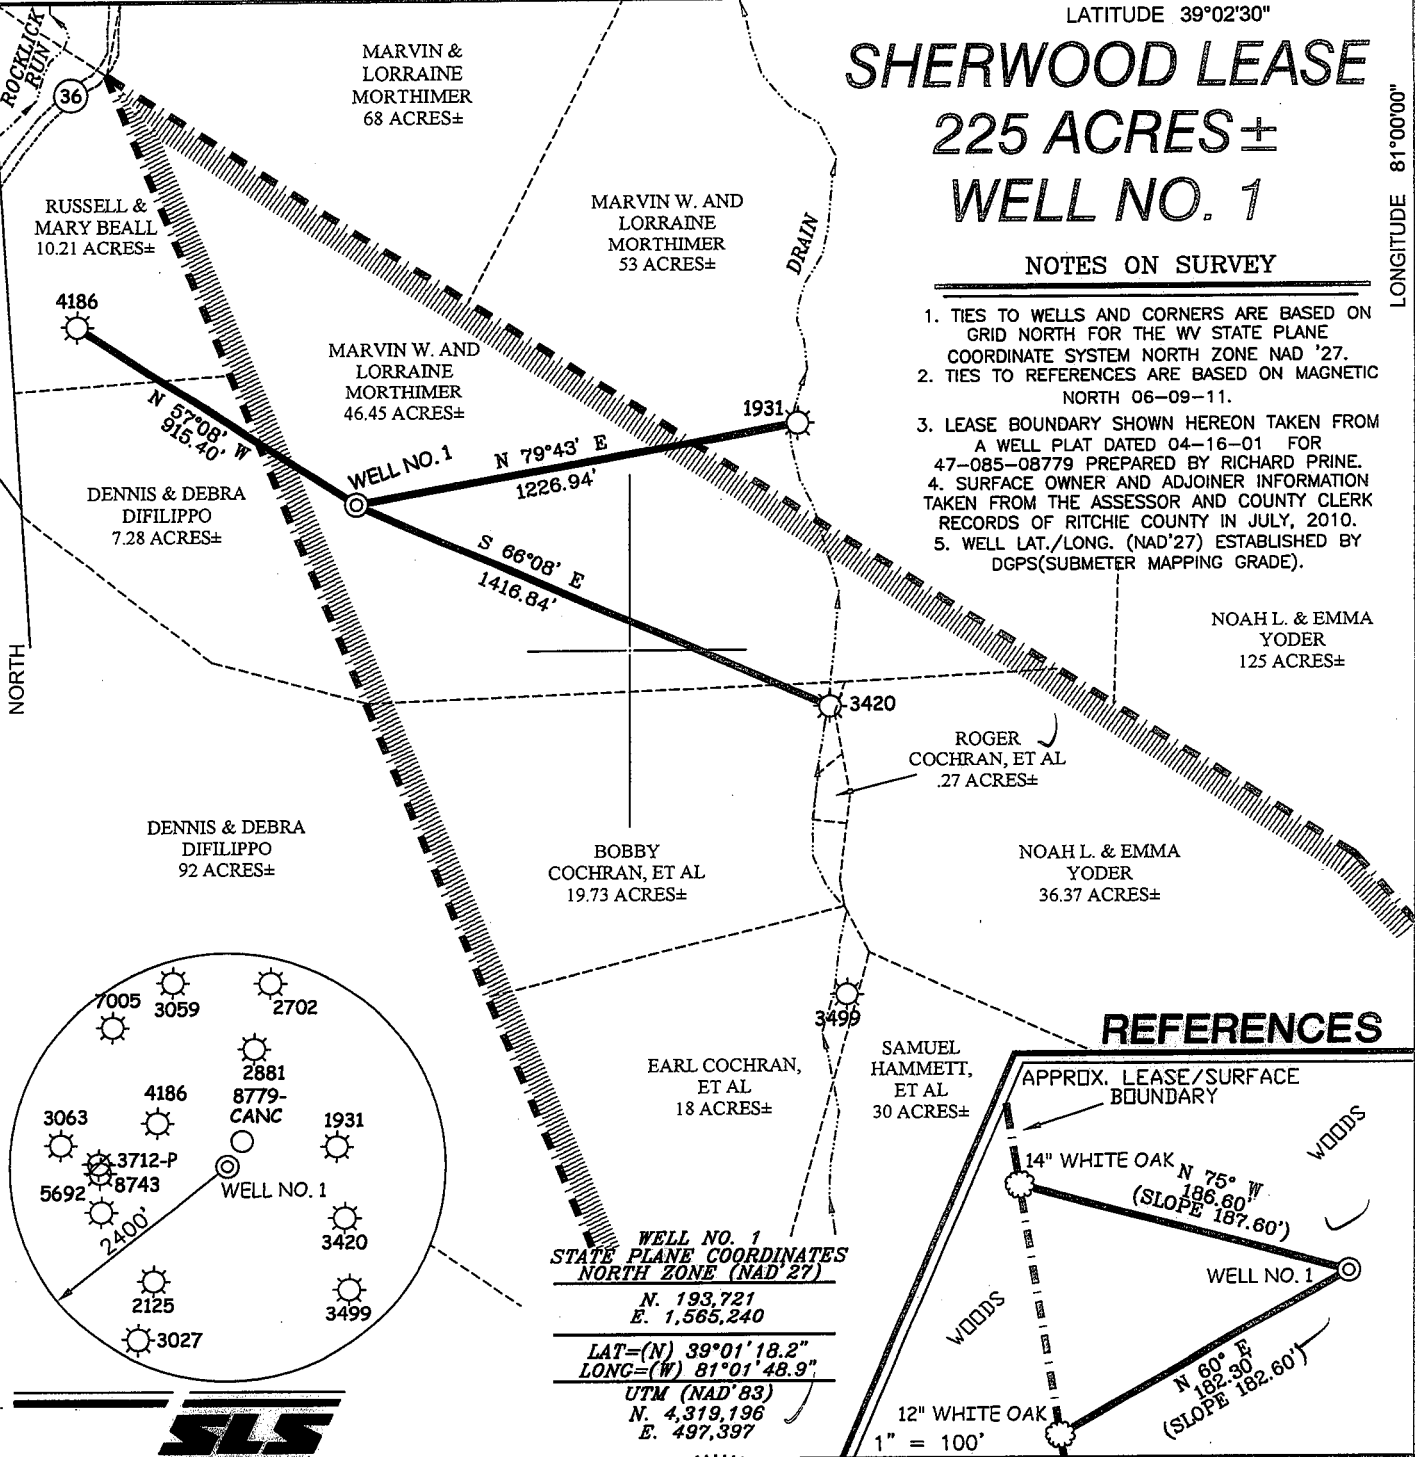 LATITUDE 39°02'30"
SHERWOOD LEASE
225 ACRES±
WELL NO. 1
LONGITUDE 81°00'00"
NOTES ON SURVEY
1. TIES TO WELLS AND CORNERS ARE BASED ON
GRID NORTH FOR THE WV STATE PLANE
COORDINATE SYSTEM NORTH ZONE NAD '27.
2. TIES TO REFERENCES ARE BASED ON MAGNETIC
NORTH 06-09-11.
3. LEASE BOUNDARY SHOWN HEREON TAKEN FROM
A WELL PLAT DATED 04-16-01 FOR
47-085-08779 PREPARED BY RICHARD PRINE.
4. SURFACE OWNER AND ADJOINER INFORMATION
TAKEN FROM THE ASSESSOR AND COUNTY CLERK
RECORDS OF RITCHIE COUNTY IN JULY, 2010.
5. WELL LAT./LONG. (NAD'27) ESTABLISHED BY
DGPS(SUBMETER MAPPING GRADE).
ROCKLICK
RUN
36
MARVIN &
LORRAINE
MORTHIMER
68 ACRES±
RUSSELL &
MARY BEALL
10.21 ACRES±
MARVIN W. AND
LORRAINE
MORTHIMER
53 ACRES±
DRAIN
4186
MARVIN W. AND
LORRAINE
MORTHIMER
46.45 ACRES±
N 57°08' W
915.40'
WELL NO. 1
N 79°43' E
1226.94'
1931
DENNIS & DEBRA
DIFILIPPO
7.28 ACRES±
S 66°08' E
1416.84'
NORTH
NOAH L. & EMMA
YODER
125 ACRES±
3420
ROGER
COCHRAN, ET AL
.27 ACRES±
DENNIS & DEBRA
DIFILIPPO
92 ACRES±
BOBBY
COCHRAN, ET AL
19.73 ACRES±
NOAH L. & EMMA
YODER
36.37 ACRES±
3499
EARL COCHRAN,
ET AL
18 ACRES±
SAMUEL
HAMMETT,
ET AL
30 ACRES±
7005
3059
2702
2881
4186
8779-
CANC
3063
1931
3712-P
8743
5692
WELL NO. 1
2400'
3420
2125
3499
3027
SLS
WELL NO. 1
STATE PLANE COORDINATES
NORTH ZONE (NAD'27)
N. 193,721
E. 1,565,240
LAT=(N) 39°01'18.2"
LONG=(W) 81°01'48.9"
UTM (NAD'83)
N. 4,319,196
E. 497,397
REFERENCES
APPROX. LEASE/SURFACE
BOUNDARY
WOODS
14" WHITE OAK
N 75° W
186.60'
(SLOPE 187.60')
WELL NO. 1
WOODS
N 60° E
182.30'
(SLOPE 182.60')
12" WHITE OAK
1" = 100'